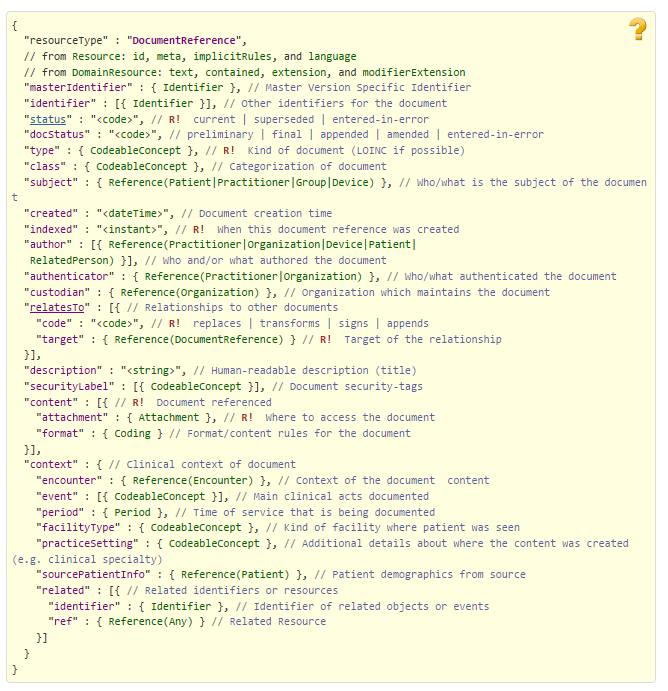 {
  "resourceType" : "DocumentReference",
  // from Resource: id, meta, implicitRules, and language
  // from DomainResource: text, contained, extension, and modifierExtension
  "masterIdentifier" : { Identifier }, // Master Version Specific Identifier
  "identifier" : [{ Identifier }], // Other identifiers for the document
  "status" : "<code>", // R!  current | superseded | entered-in-error
  "docStatus" : "<code>", // preliminary | final | appended | amended | entered-in-error
  "type" : { CodeableConcept }, // R!  Kind of document (LOINC if possible)
  "class" : { CodeableConcept }, // Categorization of document
  "subject" : { Reference(Patient|Practitioner|Group|Device) }, // Who/what is the subject of the documen
t
  "created" : "<dateTime>", // Document creation time
  "indexed" : "<instant>", // R!  When this document reference was created
  "author" : [{ Reference(Practitioner|Organization|Device|Patient|
   RelatedPerson) }], // Who and/or what authored the document
  "authenticator" : { Reference(Practitioner|Organization) }, // Who/what authenticated the document
  "custodian" : { Reference(Organization) }, // Organization which maintains the document
  "relatesTo" : [{ // Relationships to other documents
    "code" : "<code>", // R!  replaces | transforms | signs | appends
    "target" : { Reference(DocumentReference) } // R!  Target of the relationship
  }],
  "description" : "<string>", // Human-readable description (title)
  "securityLabel" : [{ CodeableConcept }], // Document security-tags
  "content" : [{ // R!  Document referenced
    "attachment" : { Attachment }, // R!  Where to access the document
    "format" : { Coding } // Format/content rules for the document
  }],
  "context" : { // Clinical context of document
    "encounter" : { Reference(Encounter) }, // Context of the document  content
    "event" : [{ CodeableConcept }], // Main clinical acts documented
    "period" : { Period }, // Time of service that is being documented
    "facilityType" : { CodeableConcept }, // Kind of facility where patient was seen
    "practiceSetting" : { CodeableConcept }, // Additional details about where the content was created
(e.g. clinical specialty)
    "sourcePatientInfo" : { Reference(Patient) }, // Patient demographics from source
    "related" : [{ // Related identifiers or resources
      "identifier" : { Identifier }, // Identifier of related objects or events
      "ref" : { Reference(Any) } // Related Resource
    }]
  }
}